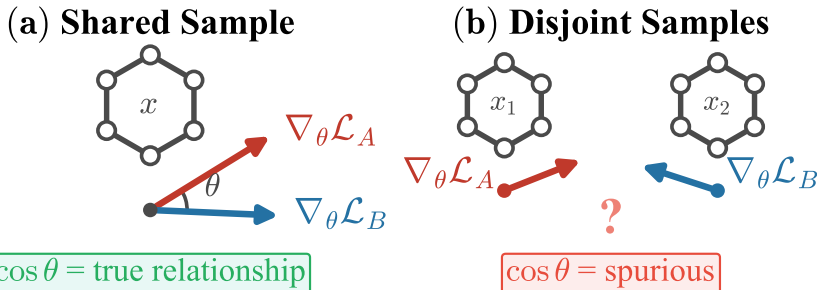 (a) Shared Sample
x
∇θℒA
θ
∇θℒB
cos θ = true relationship
(b) Disjoint Samples
x1
x2
∇θℒA
∇θℒB
?
cos θ = spurious